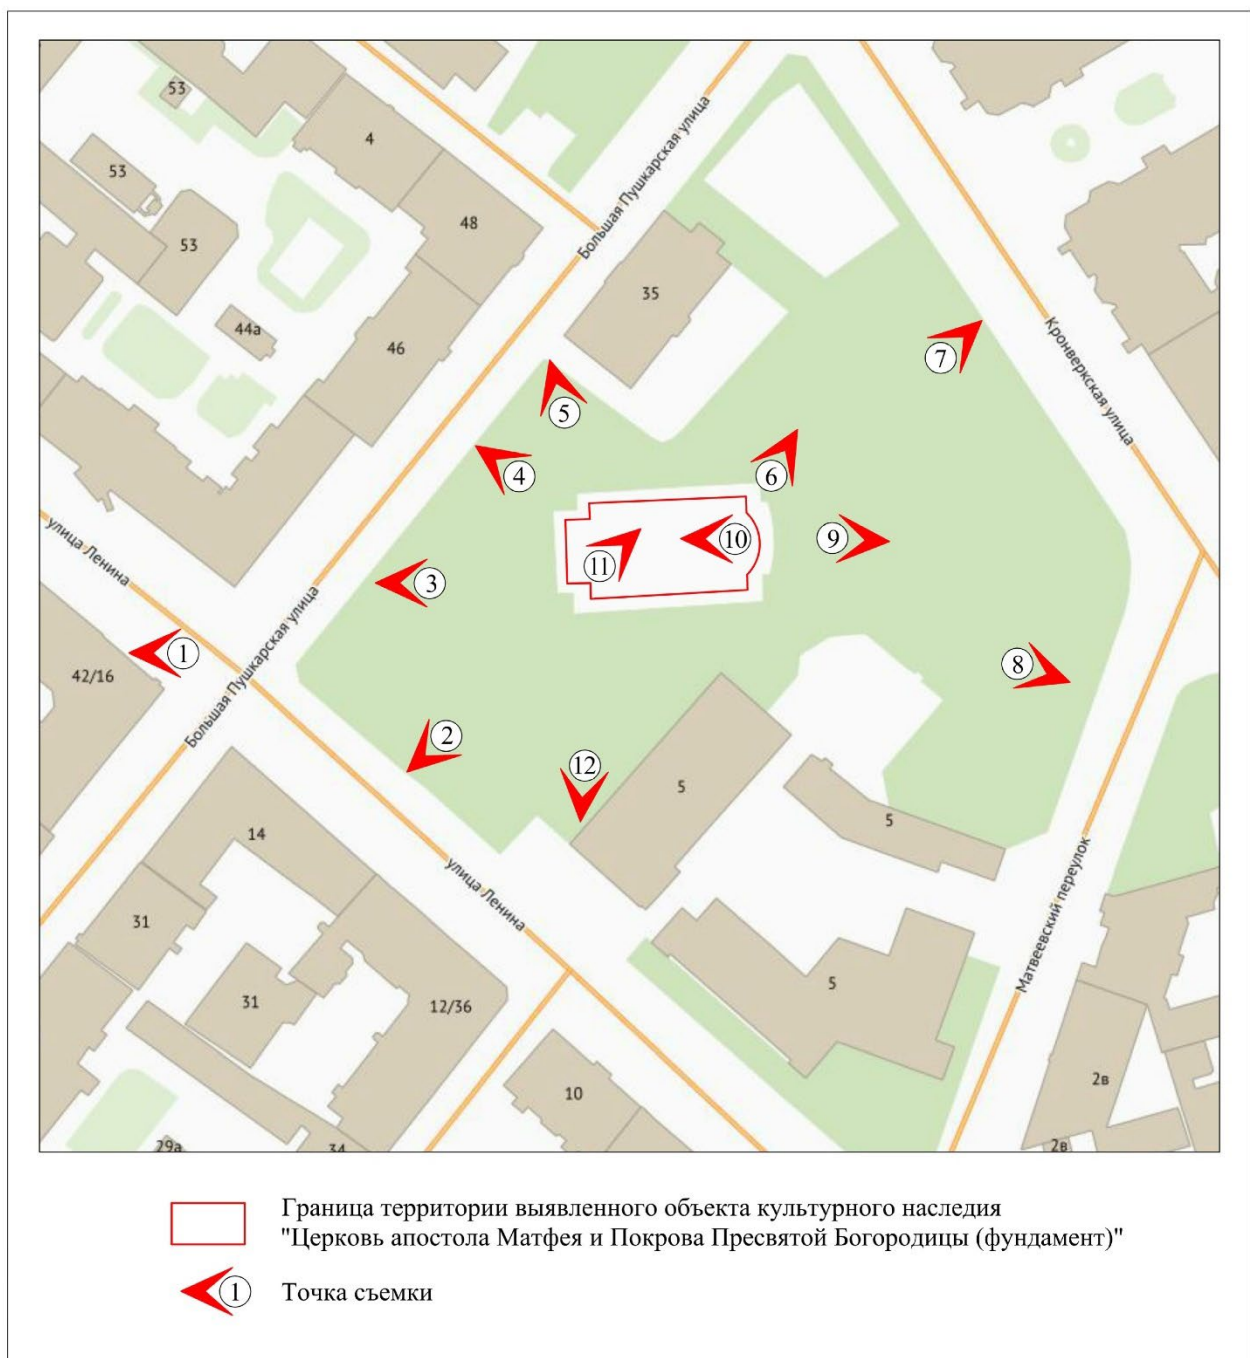 53
4
53
48
53
Большая Пушкарская улица
35
44а
46
Кронверкская улица
7
5
4
6
улица Ленина
9
10
11
3
Большая Пушкарская улица
1
42/16
8
2
12
5
5
14
улица Ленина
31
Матвеевский переулок
5
31
12/36
2в
10
29а
34
2в
Граница территории выявленного объекта культурного наследия
"Церковь апостола Матфея и Покрова Пресвятой Богородицы (фундамент)"
1
Точка съемки